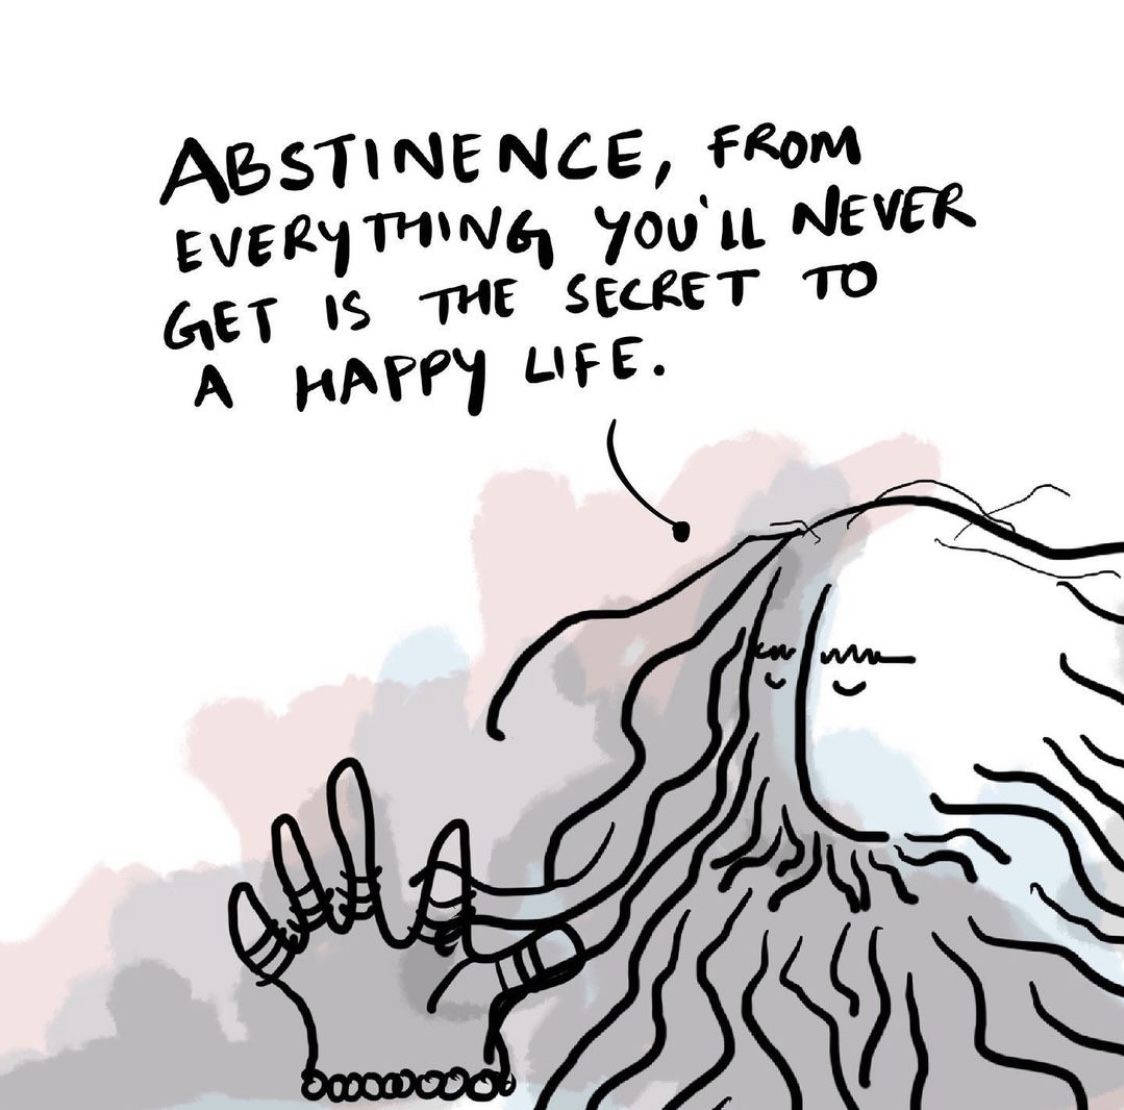 ABSTINENCE, FROM
EVERYTHING YOU'LL NEVER
GET IS THE SECRET TO
A HAPPY LIFE.